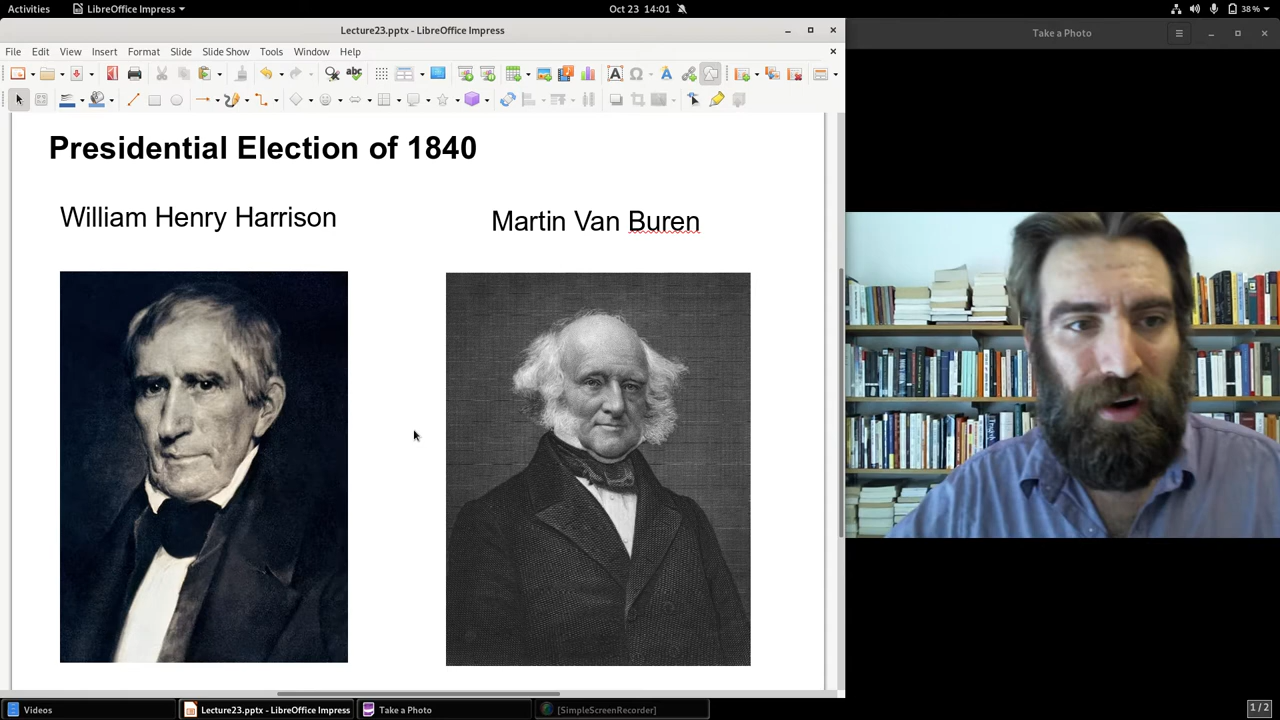 Activities LibreOffice Impress Oct 23 14:01 38%
Lecture23.pptx - LibreOffice Impress
Take a Photo
File Edit View Insert Format Slide Slide Show Tools Window Help
Presidential Election of 1840
William Henry Harrison
Martin Van Buren
Videos Lecture23.pptx - LibreOffice Impress Take a Photo [SimpleScreenRecorder] 1/2